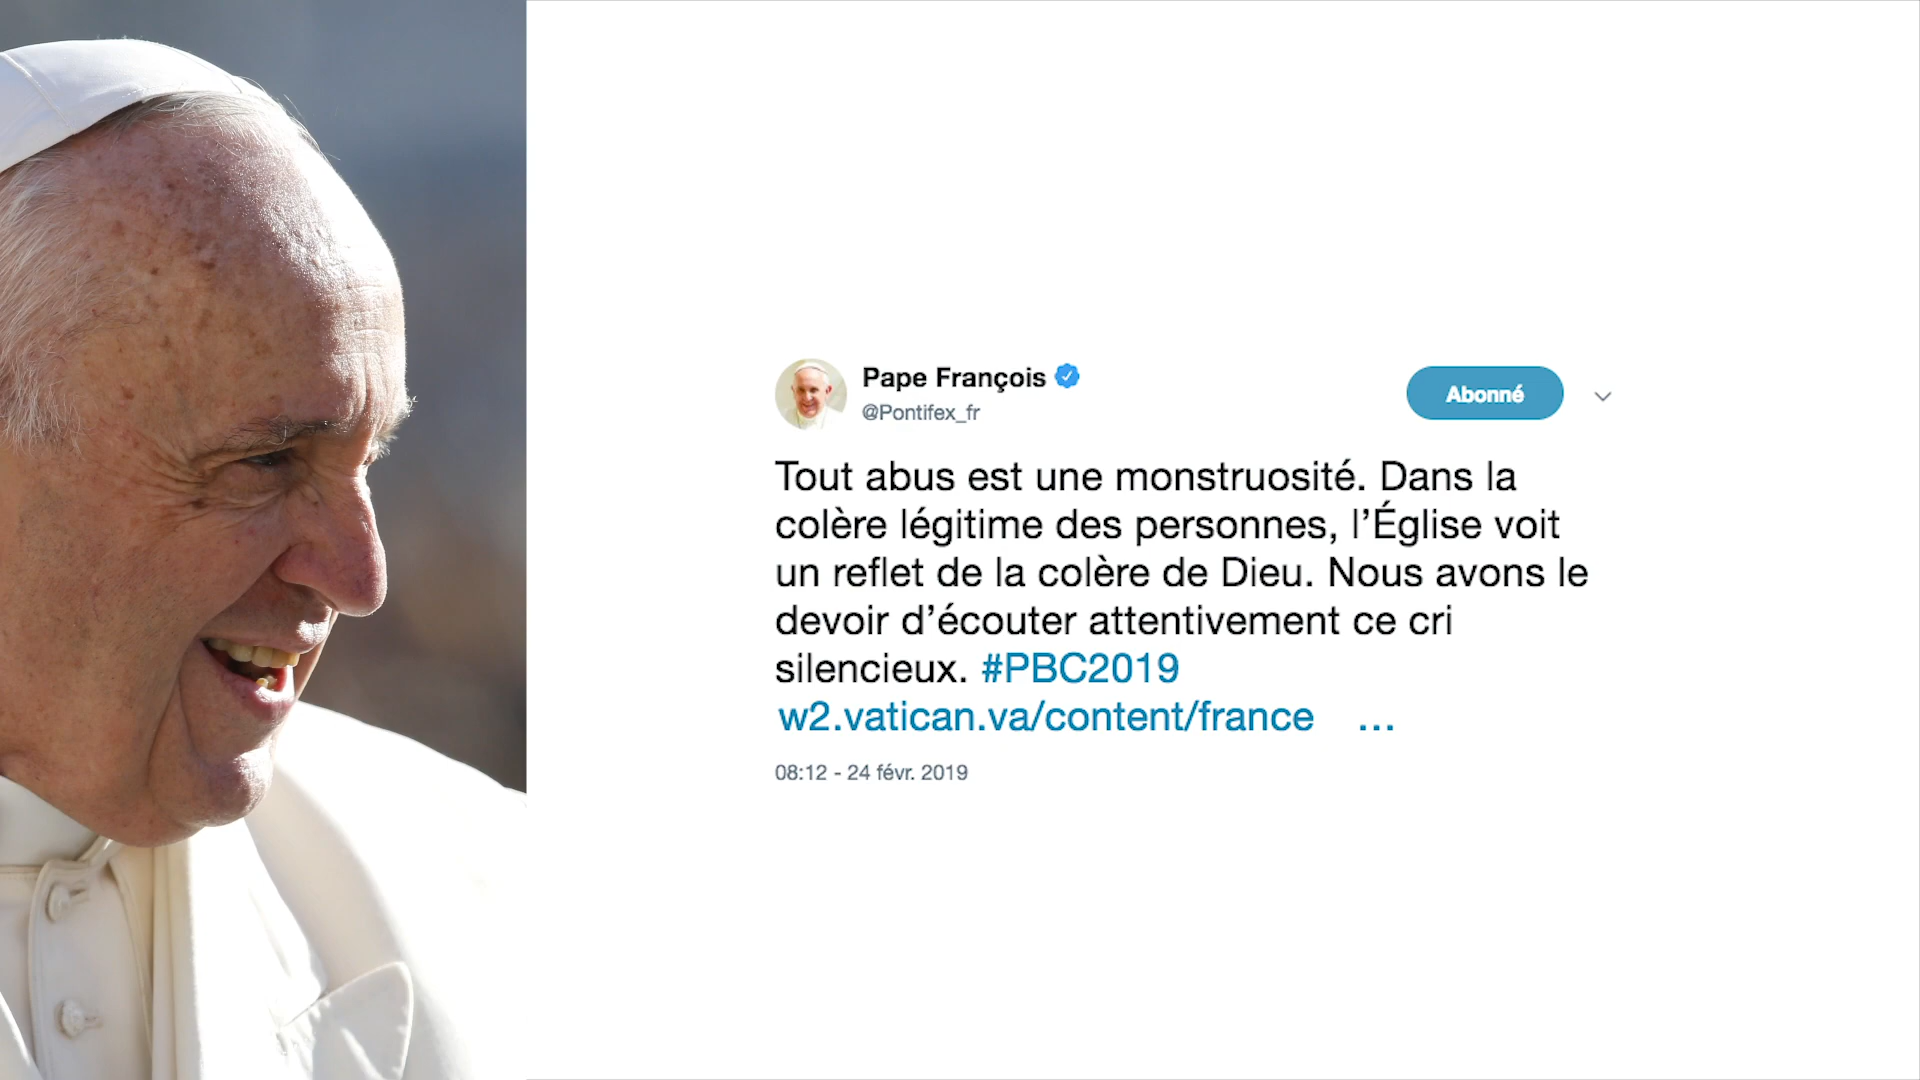 Pape François
@Pontifex_fr
Abonné
Tout abus est une monstruosité. Dans la
colère légitime des personnes, l’Église voit
un reflet de la colère de Dieu. Nous avons le
devoir d’écouter attentivement ce cri
silencieux. #PBC2019
w2.vatican.va/content/france ...
08:12 - 24 févr. 2019